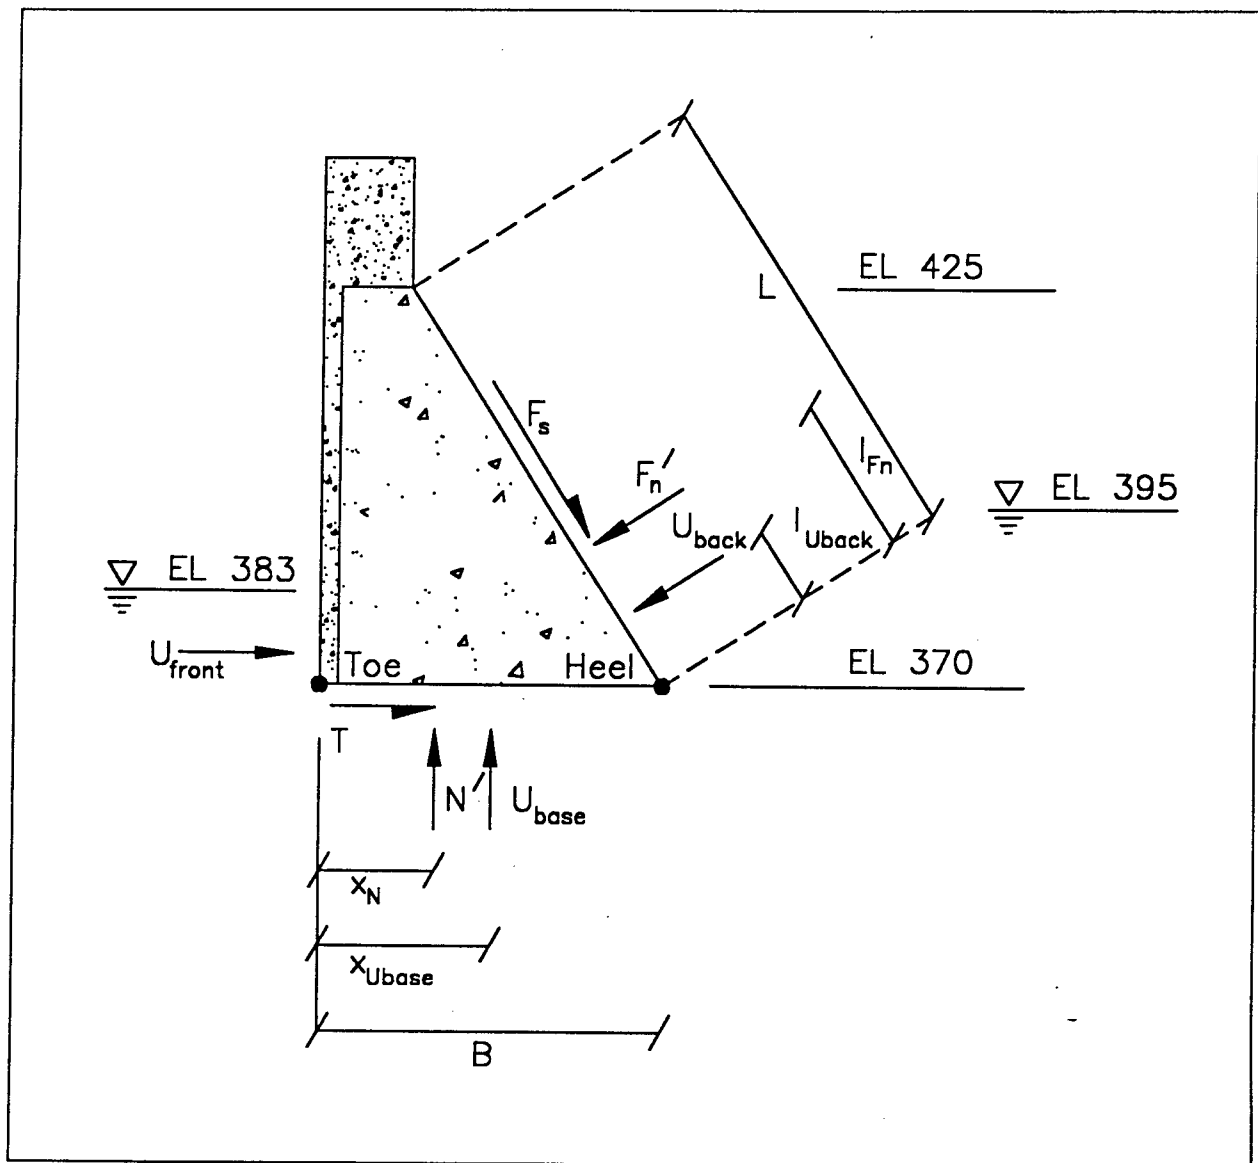 EL 425
L
F_s
l_Fn
F_n′
EL 395
U_back
l_Uback
EL 383
U_front
Toe
Heel
EL 370
T
N′
U_base
x_N
x_Ubase
B